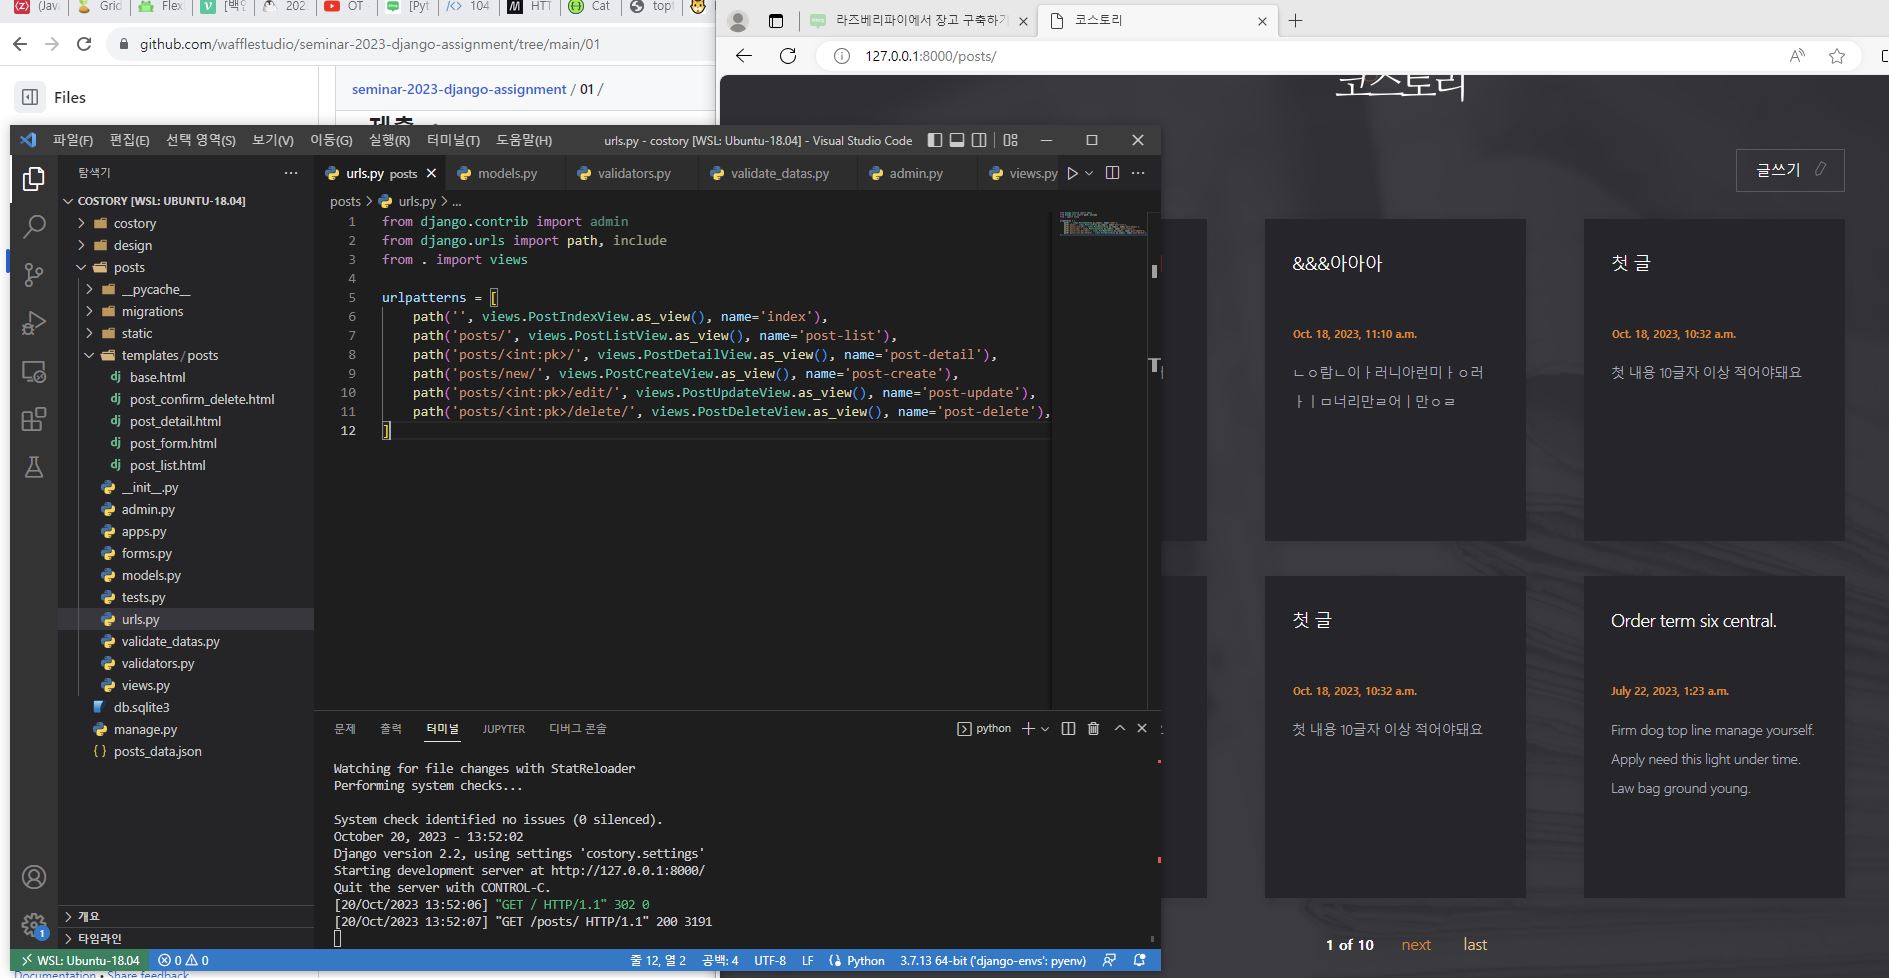 github.com/wafflestudio/seminar-2023-django-assignment/tree/main/01
Files
seminar-2023-django-assignment / 01 /
파일(F) 편집(E) 선택 영역(S) 보기(V) 이동(G) 실행(R) 터미널(T) 도움말(H)
urls.py - costory [WSL: Ubuntu-18.04] - Visual Studio Code
탐색기
COSTORY [WSL: UBUNTU-18.04]
costory
design
posts
__pycache__
migrations
static
templates / posts
base.html
post_confirm_delete.html
post_detail.html
post_form.html
post_list.html
__init__.py
admin.py
apps.py
forms.py
models.py
tests.py
urls.py
validate_datas.py
validators.py
views.py
db.sqlite3
manage.py
posts_data.json
개요
타임라인
urls.py posts
models.py
validators.py
validate_datas.py
admin.py
views.py
posts > urls.py > ...
1 from django.contrib import admin
2 from django.urls import path, include
3 from . import views
4
5 urlpatterns = [
6 path('', views.PostIndexView.as_view(), name='index'),
7 path('posts/', views.PostListView.as_view(), name='post-list'),
8 path('posts/<int:pk>/', views.PostDetailView.as_view(), name='post-detail'),
9 path('posts/new/', views.PostCreateView.as_view(), name='post-create'),
10 path('posts/<int:pk>/edit/', views.PostUpdateView.as_view(), name='post-update'),
11 path('posts/<int:pk>/delete/', views.PostDeleteView.as_view(), name='post-delete'),
12 ]
문제 출력 터미널 JUPYTER 디버그 콘솔
python
Watching for file changes with StatReloader
Performing system checks...
System check identified no issues (0 silenced).
October 20, 2023 - 13:52:02
Django version 2.2, using settings 'costory.settings'
Starting development server at http://127.0.0.1:8000/
Quit the server with CONTROL-C.
[20/Oct/2023 13:52:06] "GET / HTTP/1.1" 302 0
[20/Oct/2023 13:52:07] "GET /posts/ HTTP/1.1" 200 3191
WSL: Ubuntu-18.04
0 0
줄 12, 열 2 공백: 4 UTF-8 LF Python 3.7.13 64-bit ('django-envs': pyenv)
Documentation • Share feedback
라즈베리파이에서 장고 구축하기
코스토리
127.0.0.1:8000/posts/
코스토리
글쓰기
&&&아아아
Oct. 18, 2023, 11:10 a.m.
ㄴㅇ람ㄴ이ㅏ러니아런미ㅏㅇ러
ㅏㅣㅁ너리만ㄹ어ㅣ만ㅇㄹ
첫 글
Oct. 18, 2023, 10:32 a.m.
첫 내용 10글자 이상 적어야돼요
첫 글
Oct. 18, 2023, 10:32 a.m.
첫 내용 10글자 이상 적어야돼요
Order term six central.
July 22, 2023, 1:23 a.m.
Firm dog top line manage yourself.
Apply need this light under time.
Law bag ground young.
1 of 10 next last